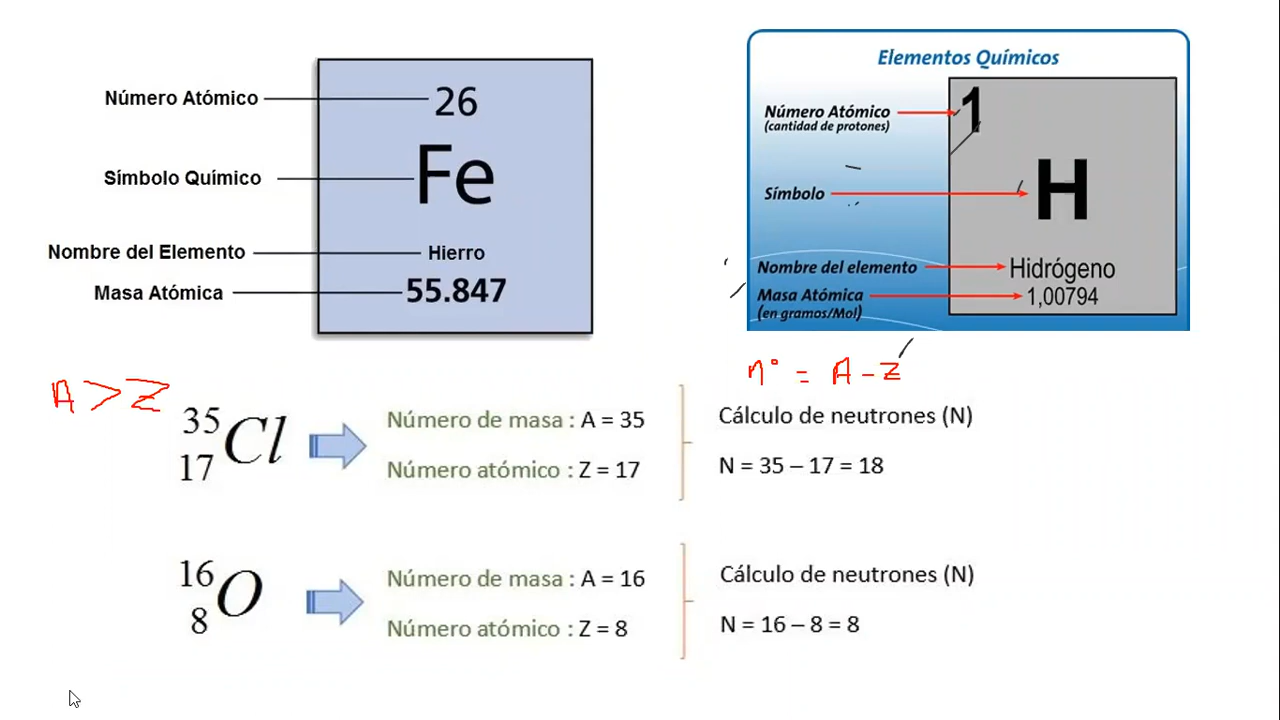 Número Atómico
26
Símbolo Químico
Fe
Nombre del Elemento
Hierro
Masa Atómica
55.847
Elementos Químicos
Número Atómico
(cantidad de protones)
1
Símbolo
H
Nombre del elemento
Hidrógeno
Masa Atómica
(en gramos/Mol)
1,00794
A > Z
n° = A - Z
35
17
Cl
Número de masa : A = 35
Número atómico : Z = 17
Cálculo de neutrones (N)
N = 35 – 17 = 18
16
8
O
Número de masa : A = 16
Número atómico : Z = 8
Cálculo de neutrones (N)
N = 16 – 8 = 8